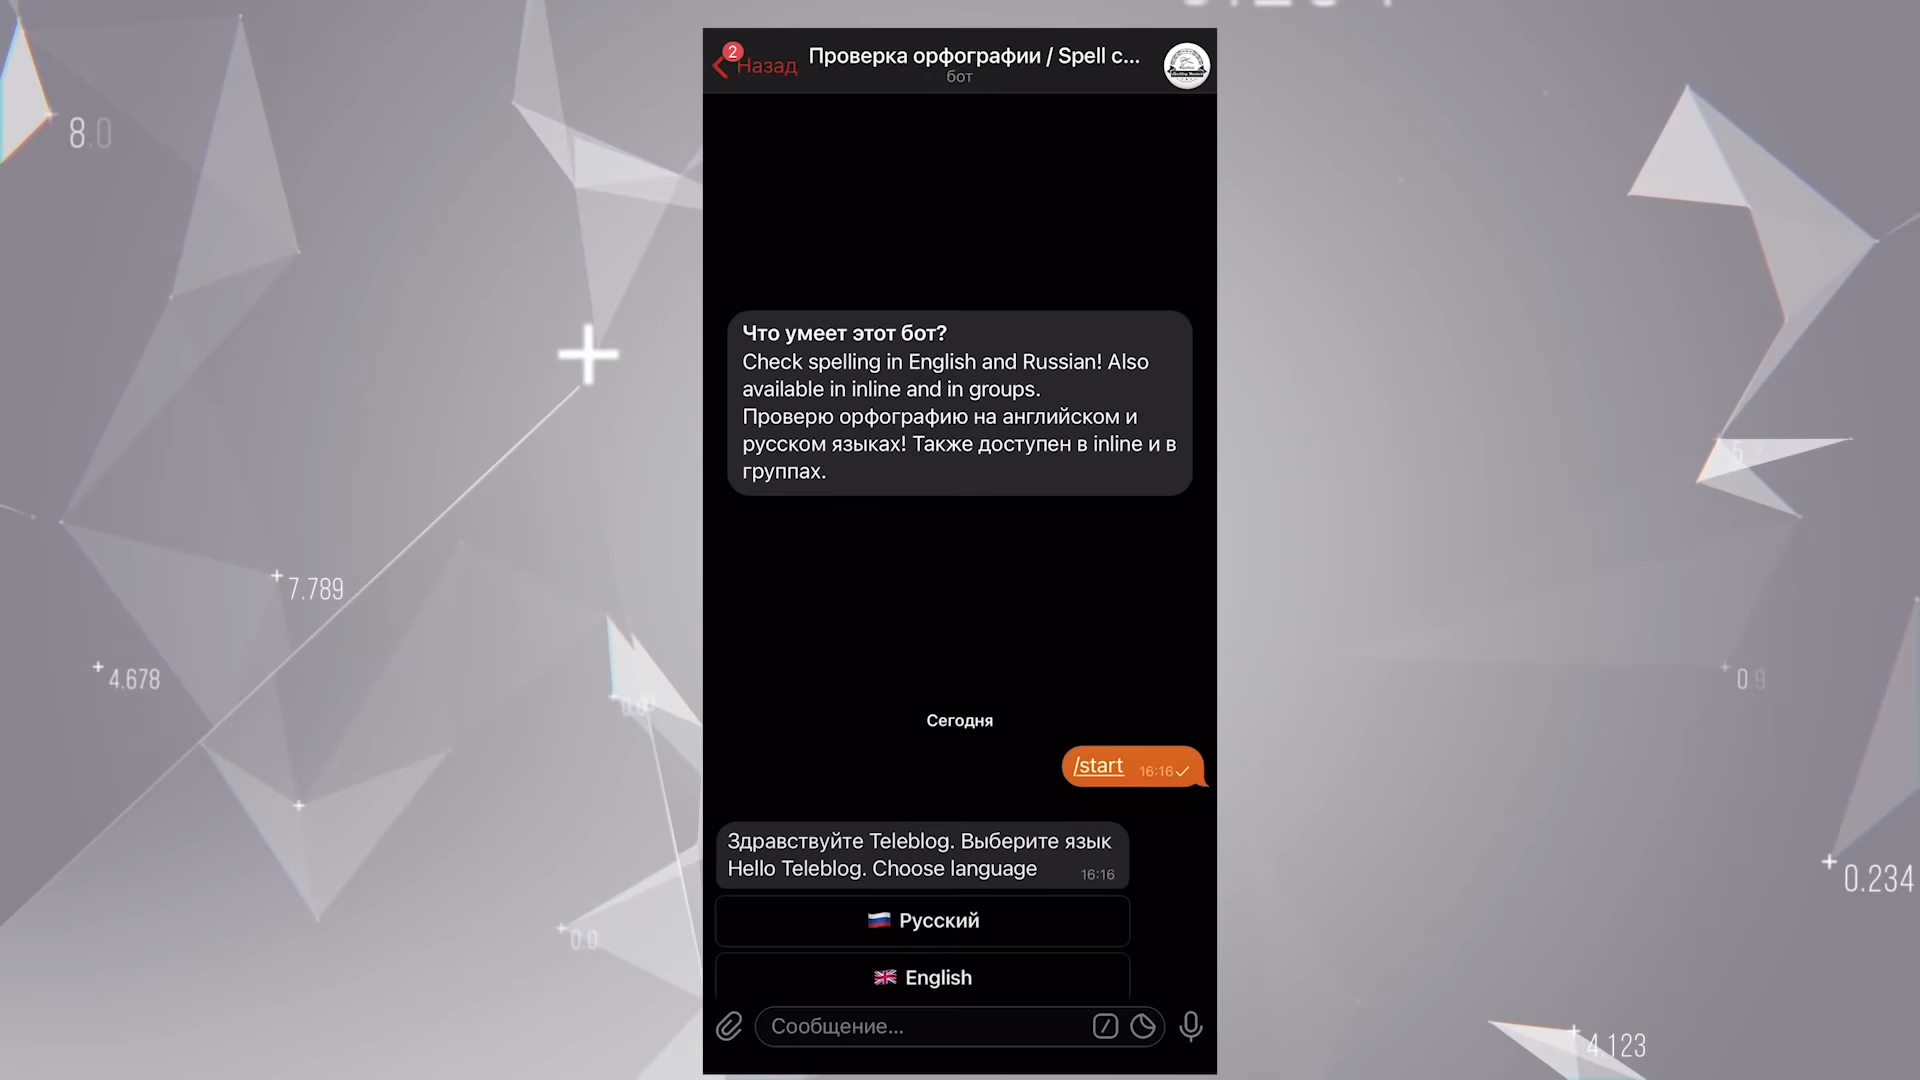 8.0
2
Назад
Проверка орфографии / Spell c...
бот
Что умеет этот бот?
Check spelling in English and Russian! Also
available in inline and in groups.
Проверю орфографию на английском и
русском языках! Также доступен в inline и в
группах.
7.789
4.678
0.9
Сегодня
/start 16:16
Здравствуйте Teleblog. Выберите язык
Hello Teleblog. Choose language 16:16
0.234
Русский
0.0
English
Сообщение...
4.123